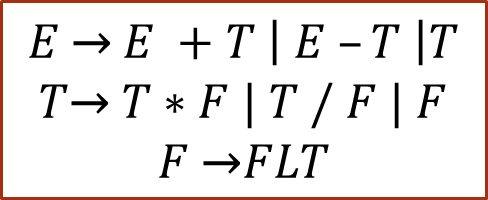 E → E + T | E – T | T
T → T * F | T / F | F
F → FLT